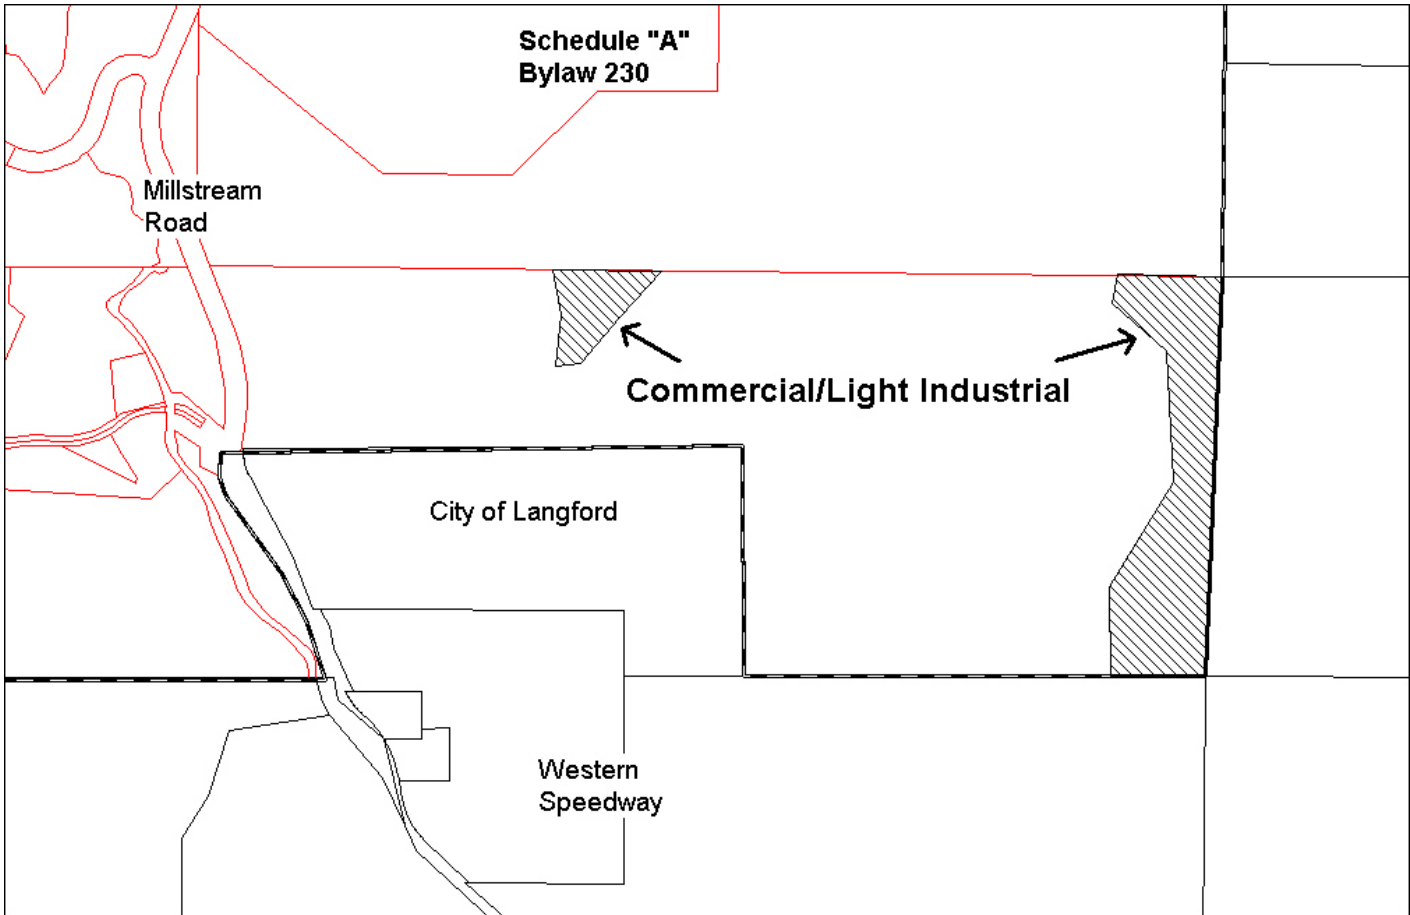 Schedule "A"
Bylaw 230
Millstream
Road
Commercial/Light Industrial
City of Langford
Western
Speedway